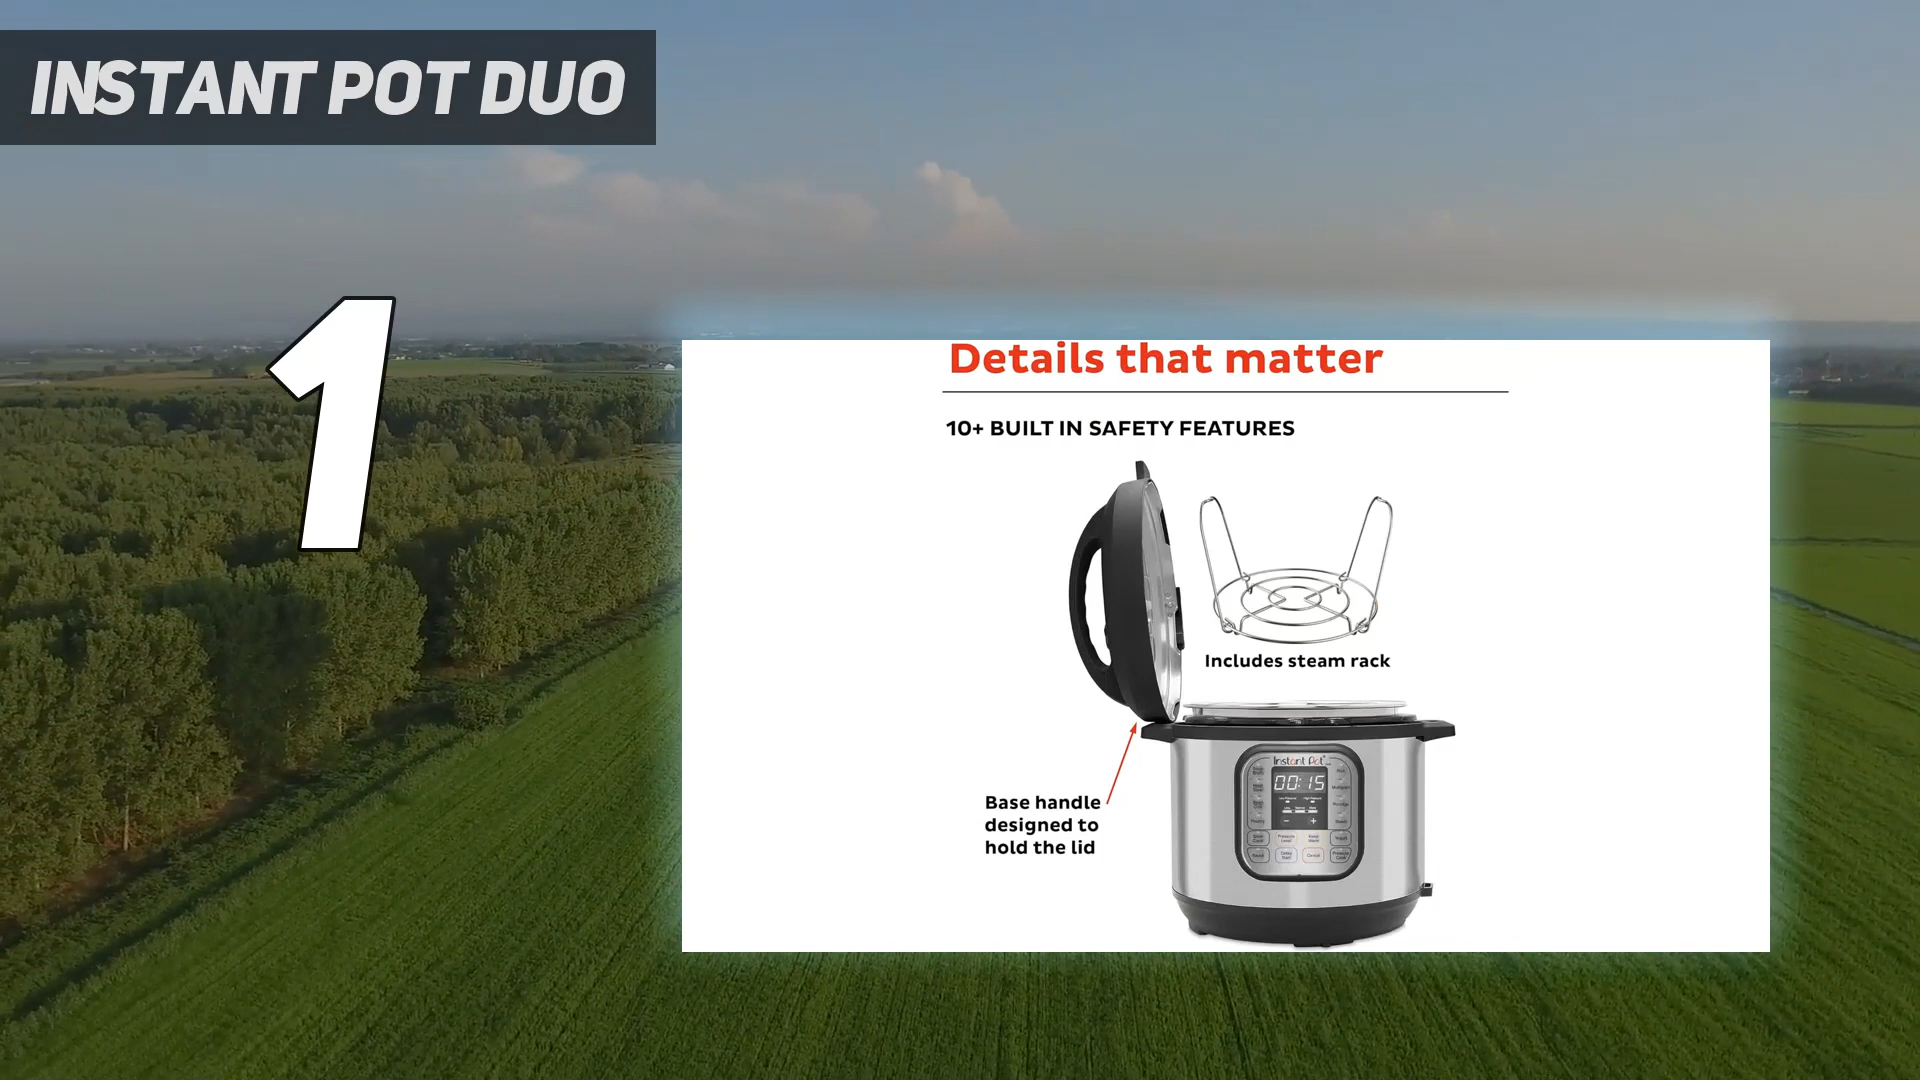 INSTANT POT DUO
1
Details that matter
10+ BUILT IN SAFETY FEATURES
Includes steam rack
Base handle
designed to
hold the lid
Instant Pot
00:15